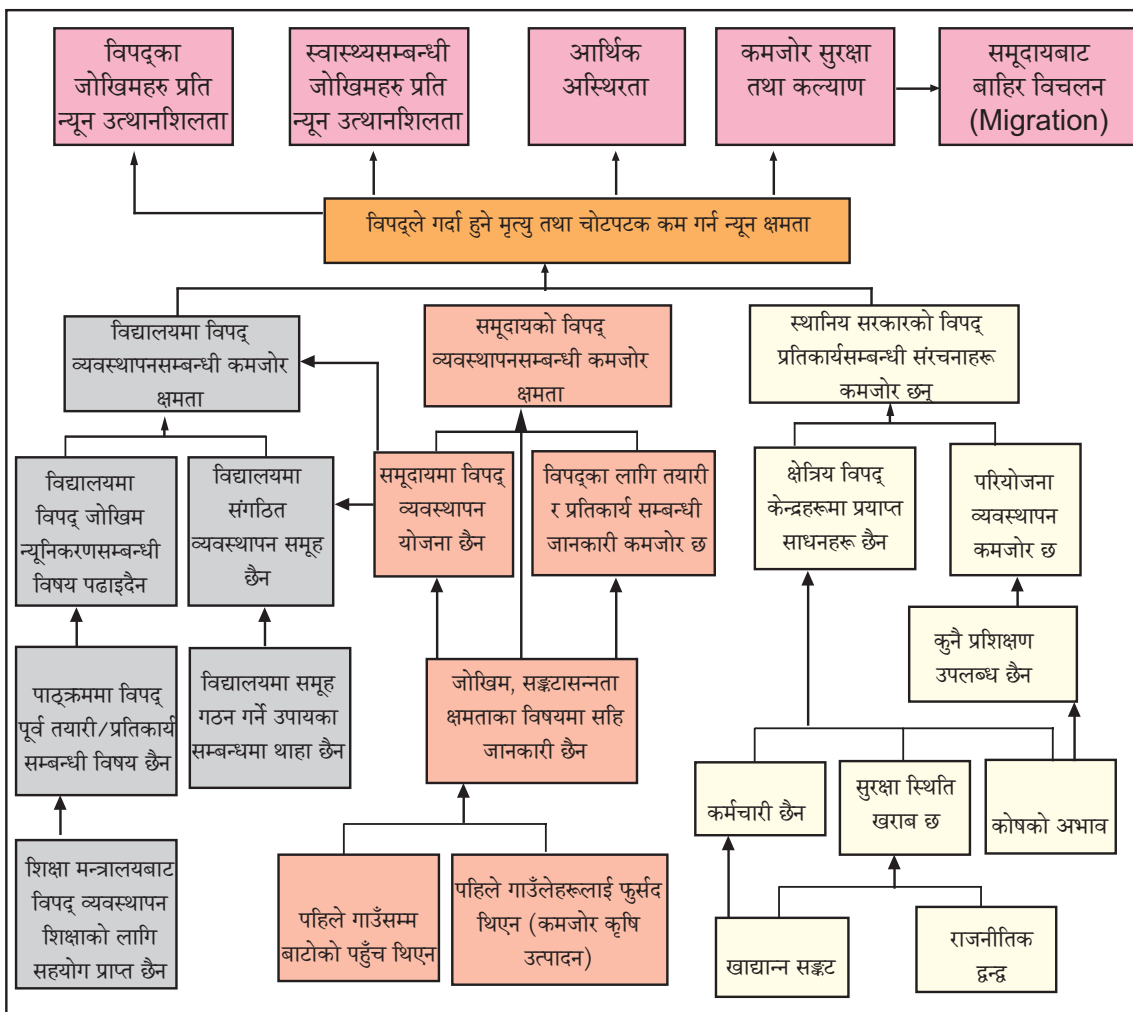 विपद्का
जोखिमहरु प्रति
न्यून उत्थानशिलता
स्वास्थ्यसम्बन्धी
जोखिमहरु प्रति
न्यून उत्थानशिलता
आर्थिक
अस्थिरता
कमजोर सुरक्षा
तथा कल्याण
समूदायबाट
बाहिर विचलन
(Migration)
विपद्ले गर्दा हुने मृत्यु तथा चोटपटक कम गर्न न्यून क्षमता
विद्यालयमा विपद्
व्यवस्थापनसम्बन्धी कमजोर
क्षमता
समूदायको विपद्
व्यवस्थापनसम्बन्धी कमजोर
क्षमता
स्थानिय सरकारको विपद्
प्रतिकार्यसम्बन्धी संरचनाहरू
कमजोर छन्
विद्यालयमा
विपद् जोखिम
न्यूनिकरणसम्बन्धी
विषय पढाइदैन
विद्यालयमा
संगठित
व्यवस्थापन समूह
छैन
समूदायमा विपद्
व्यवस्थापन
योजना छैन
विपद्का लागि तयारी
र प्रतिकार्य सम्बन्धी
जानकारी कमजोर छ
क्षेत्रिय विपद्
केन्द्रहरूमा प्रयाप्त
साधनहरू छैन
परियोजना
व्यवस्थापन
कमजोर छ
कुनै प्रशिक्षण
उपलब्ध छैन
पाठ्क्रममा विपद्
पूर्व तयारी/प्रतिकार्य
सम्बन्धी विषय छैन
विद्यालयमा समूह
गठन गर्ने उपायका
सम्बन्धमा थाहा छैन
जोखिम, सङ्कटासन्नता
क्षमताका विषयमा सहि
जानकारी छैन
कर्मचारी छैन
सुरक्षा स्थिति
खराब छ
कोषको अभाव
शिक्षा मन्त्रालयबाट
विपद् व्यवस्थापन
शिक्षाको लागि
सहयोग प्राप्त छैन
पहिले गाउँसम्म
बाटोको पहुँच थिएन
पहिले गाउँलेहरूलाई फुर्सद
थिएन (कमजोर कृषि
उत्पादन)
खाद्यान्न सङ्कट
राजनीतिक
द्वन्द्व